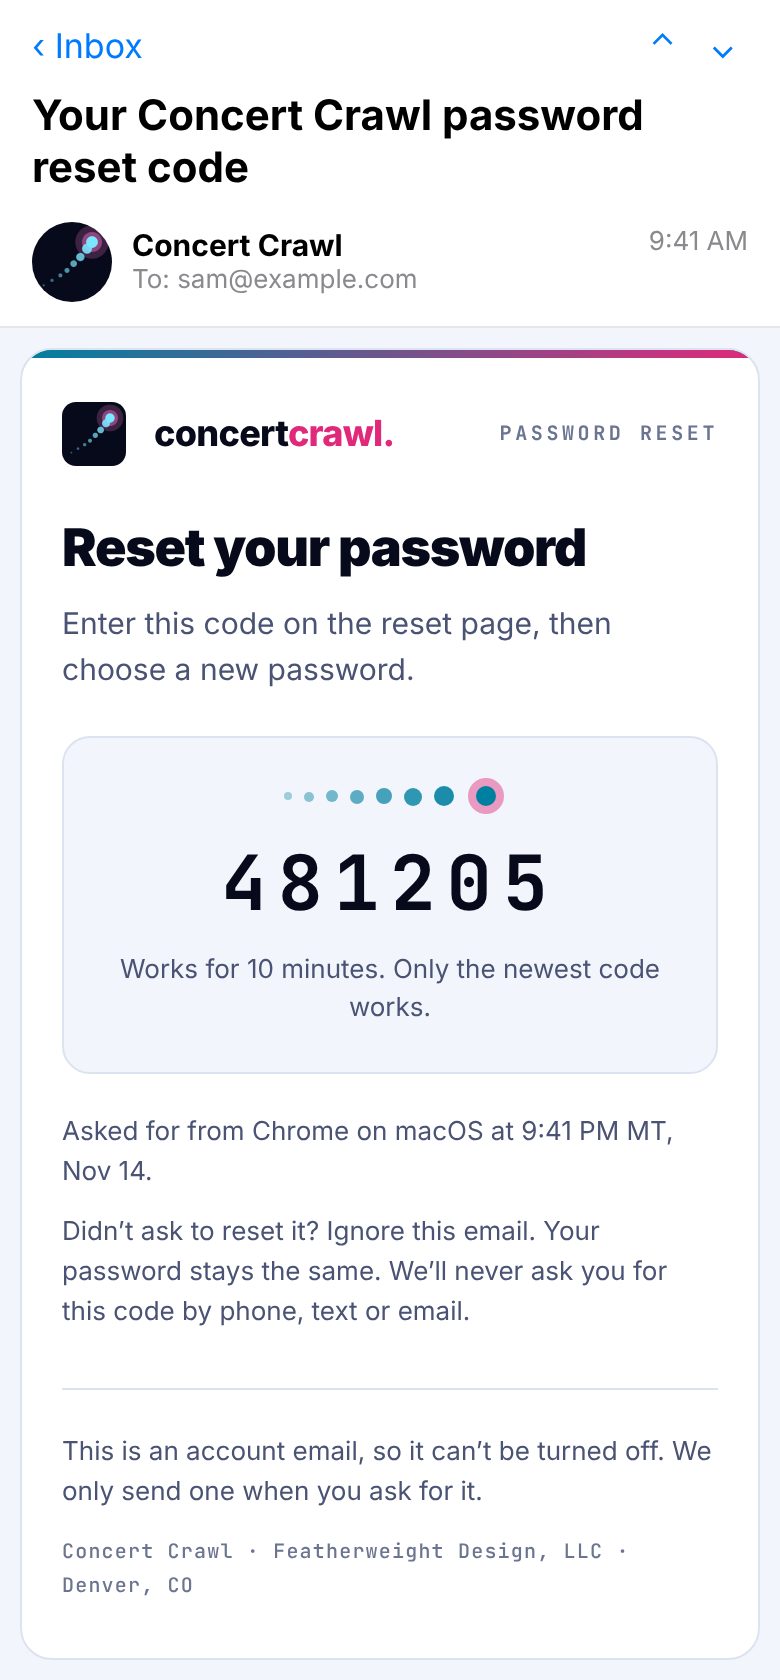 ‹ Inbox
Your Concert Crawl password
reset code
Concert Crawl
9:41 AM
To: sam@example.com
concertcrawl.
PASSWORD RESET
Reset your password
Enter this code on the reset page, then
choose a new password.
481205
Works for 10 minutes. Only the newest code
works.
Asked for from Chrome on macOS at 9:41 PM MT,
Nov 14.
Didn’t ask to reset it? Ignore this email. Your
password stays the same. We’ll never ask you for
this code by phone, text or email.
This is an account email, so it can’t be turned off. We
only send one when you ask for it.
Concert Crawl · Featherweight Design, LLC ·
Denver, CO